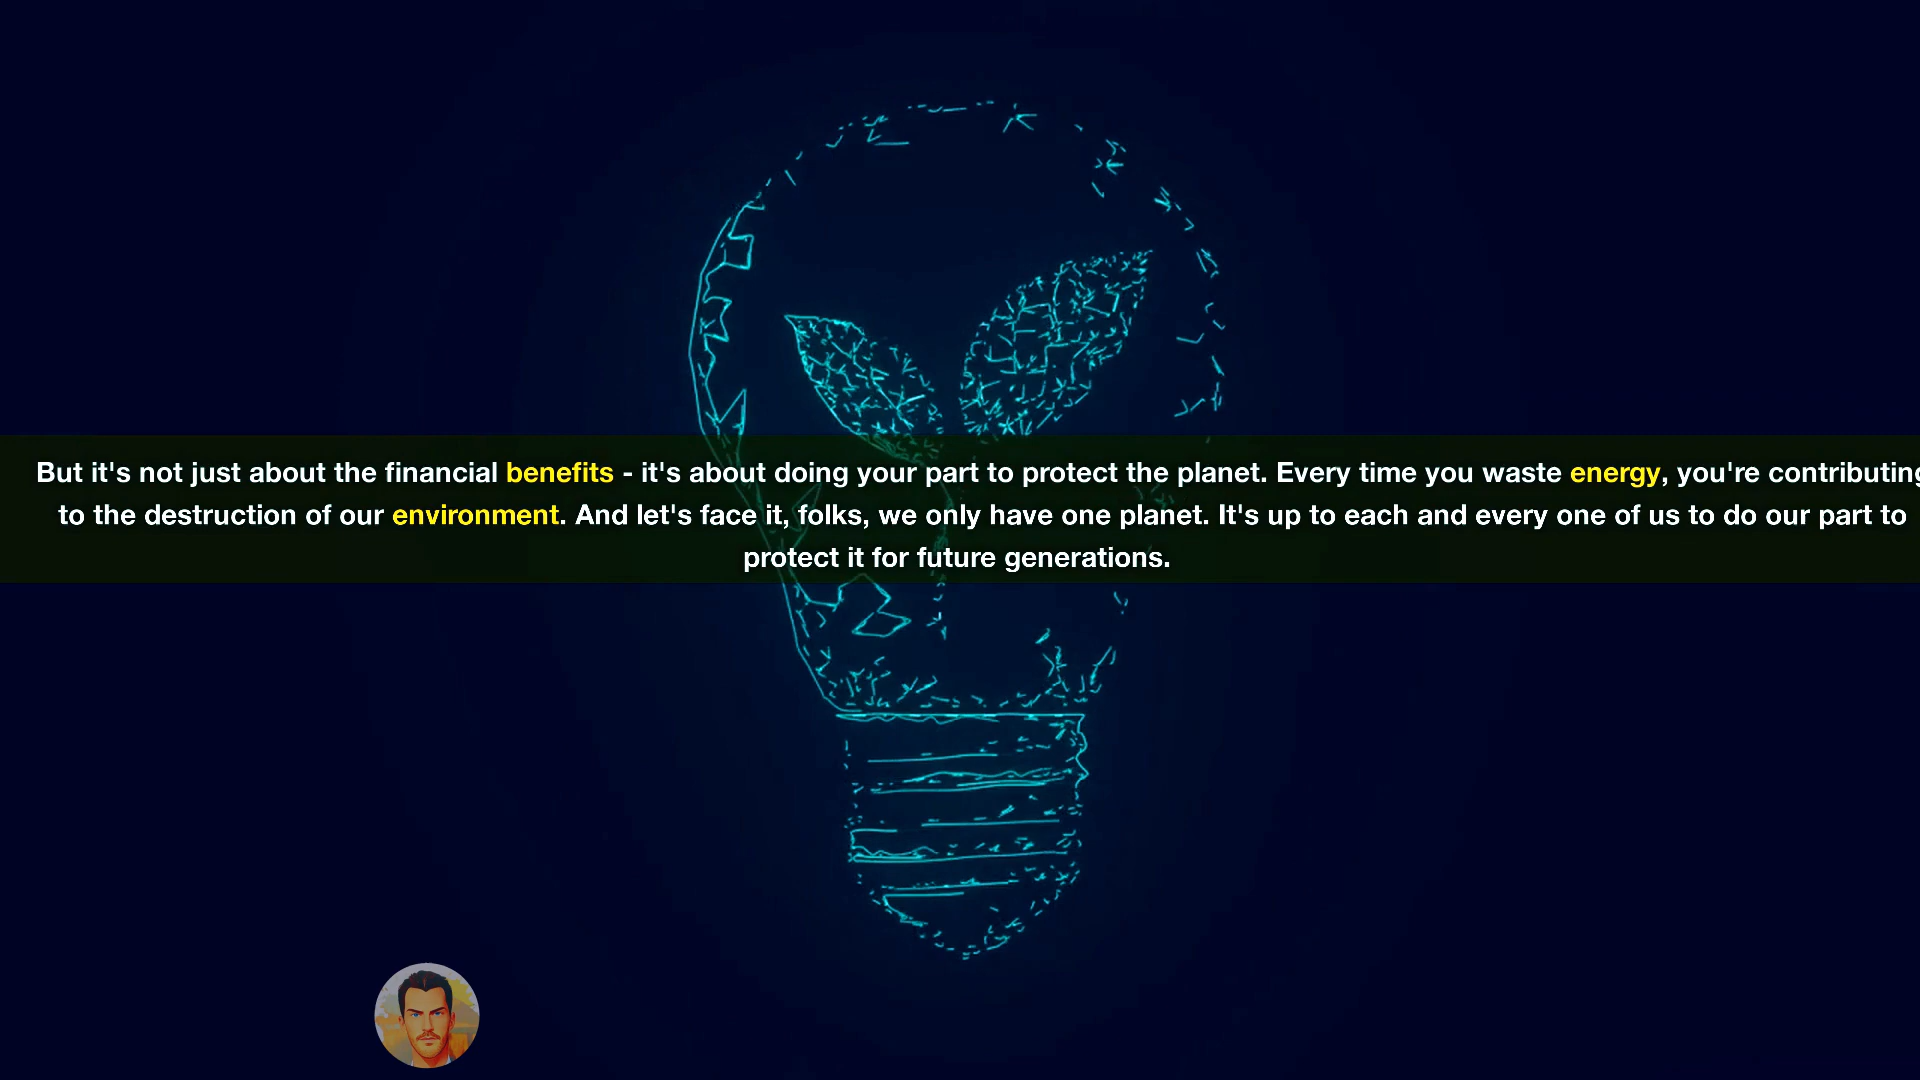 But it's not just about the financial benefits - it's about doing your part to protect the planet. Every time you waste energy, you're contributing
to the destruction of our environment. And let's face it, folks, we only have one planet. It's up to each and every one of us to do our part to
protect it for future generations.